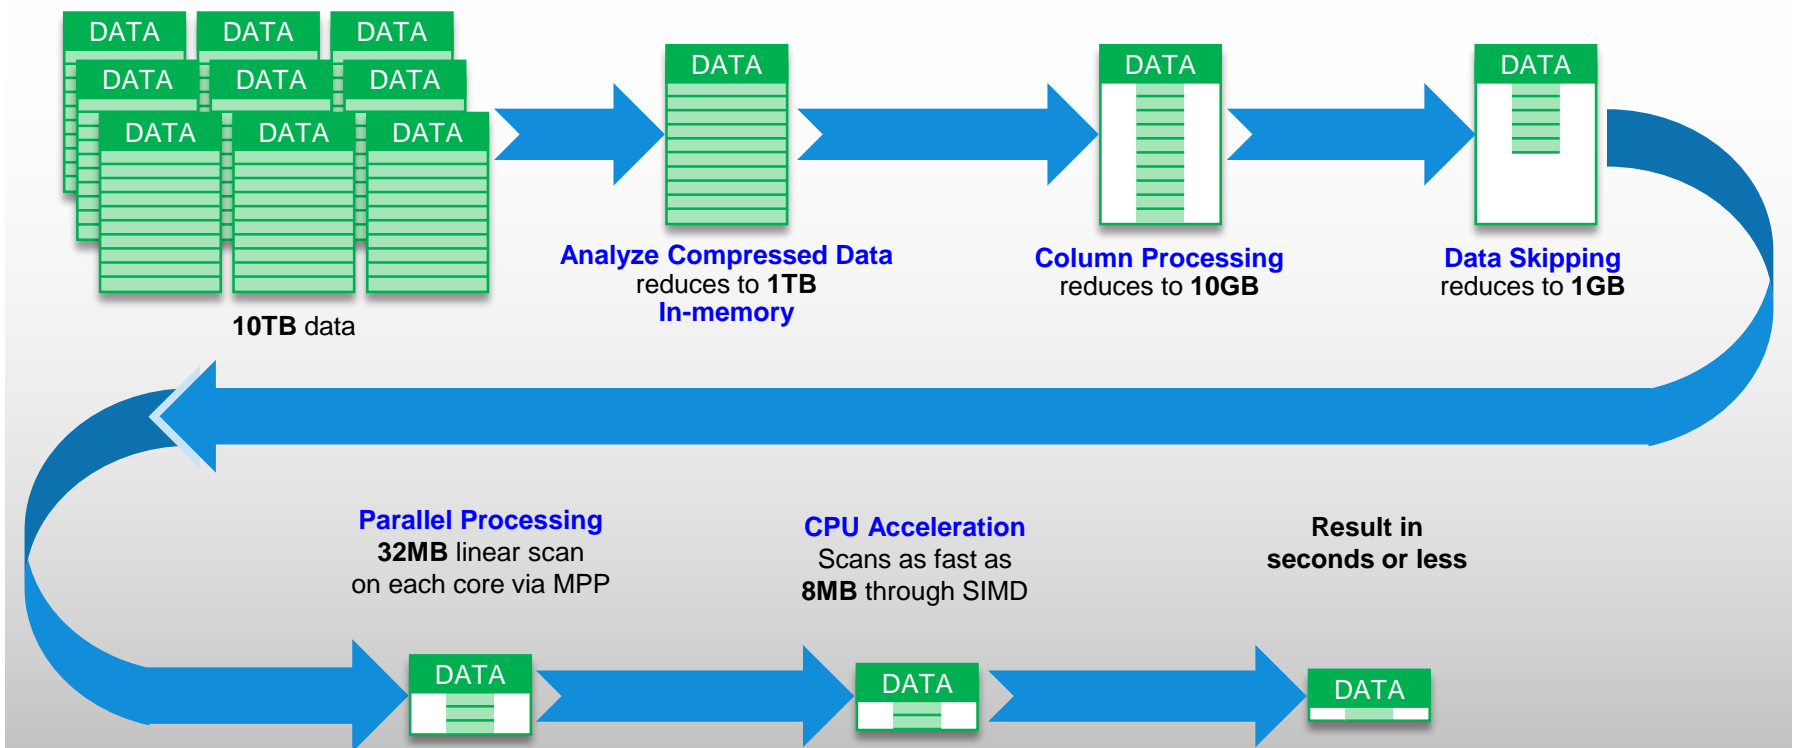 DATA DATA DATA
DATA DATA DATA
DATA DATA DATA
10TB data
DATA
Analyze Compressed Data
reduces to 1TB
In-memory
DATA
Column Processing
reduces to 10GB
DATA
Data Skipping
reduces to 1GB
Parallel Processing
32MB linear scan
on each core via MPP
DATA
CPU Acceleration
Scans as fast as
8MB through SIMD
DATA
Result in
seconds or less
DATA